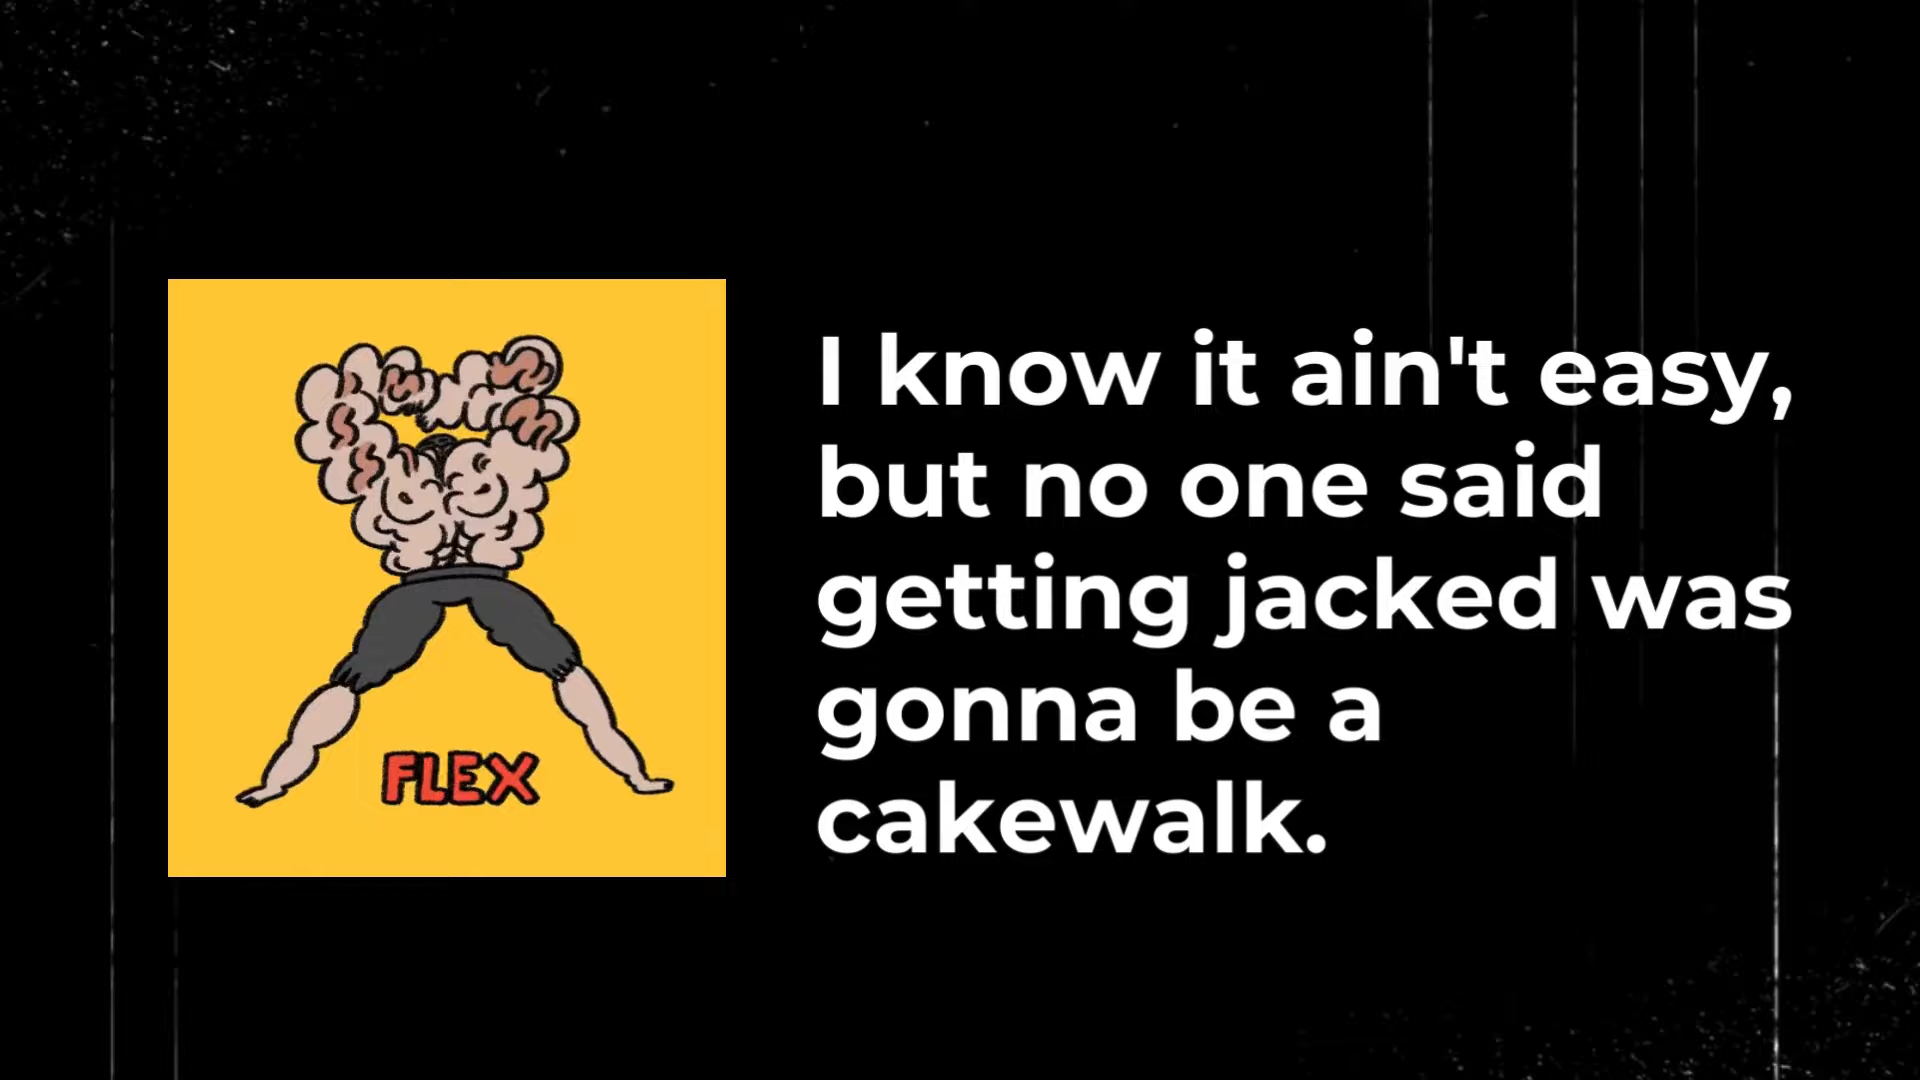 FLEX
I know it ain't easy,
but no one said
getting jacked was
gonna be a
cakewalk.